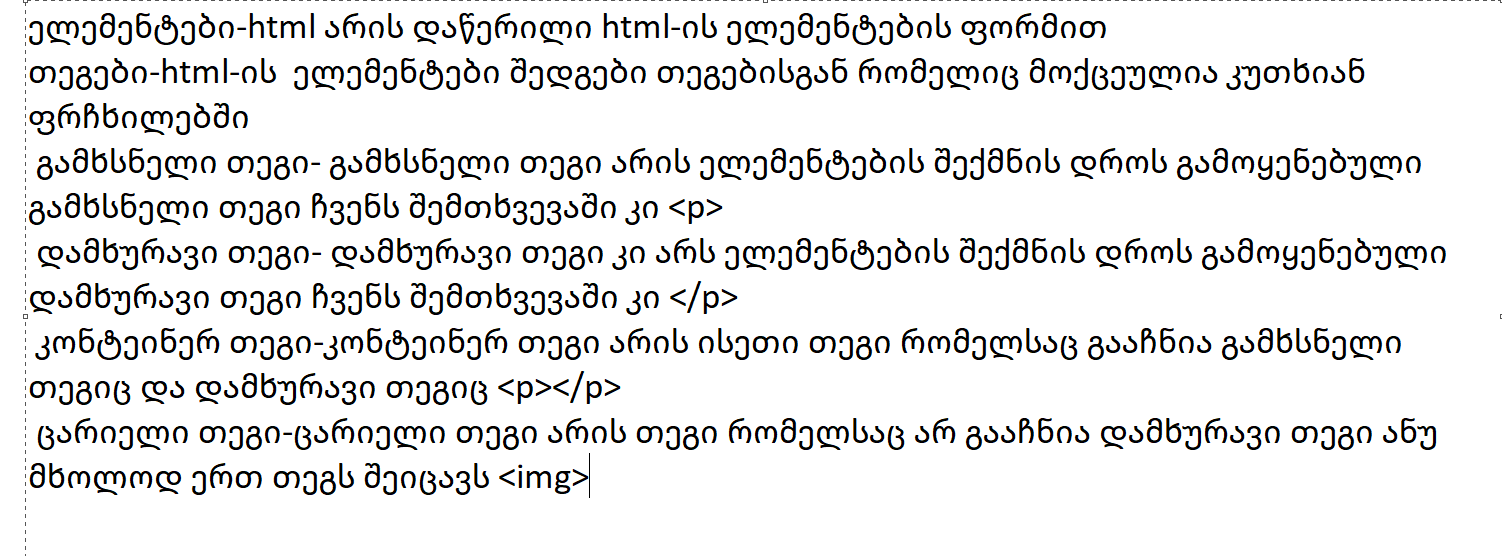 ელემენტები-html არის დაწერილი html-ის ელემენტების ფორმით
თეგები-html-ის  ელემენტები შედგები თეგებისგან რომელიც მოქცეულია კუთხიან
ფრჩხილებში
გამხსნელი თეგი- გამხსნელი თეგი არის ელემენტების შექმნის დროს გამოყენებული
გამხსნელი თეგი ჩვენს შემთხვევაში კი <p>
დამხურავი თეგი- დამხურავი თეგი კი არს ელემენტების შექმნის დროს გამოყენებული
დამხურავი თეგი ჩვენს შემთხვევაში კი </p>
კონტეინერ თეგი-კონტეინერ თეგი არის ისეთი თეგი რომელსაც გააჩნია გამხსნელი
თეგიც და დამხურავი თეგიც <p></p>
ცარიელი თეგი-ცარიელი თეგი არის თეგი რომელსაც არ გააჩნია დამხურავი თეგი ანუ
მხოლოდ ერთ თეგს შეიცავს <img>